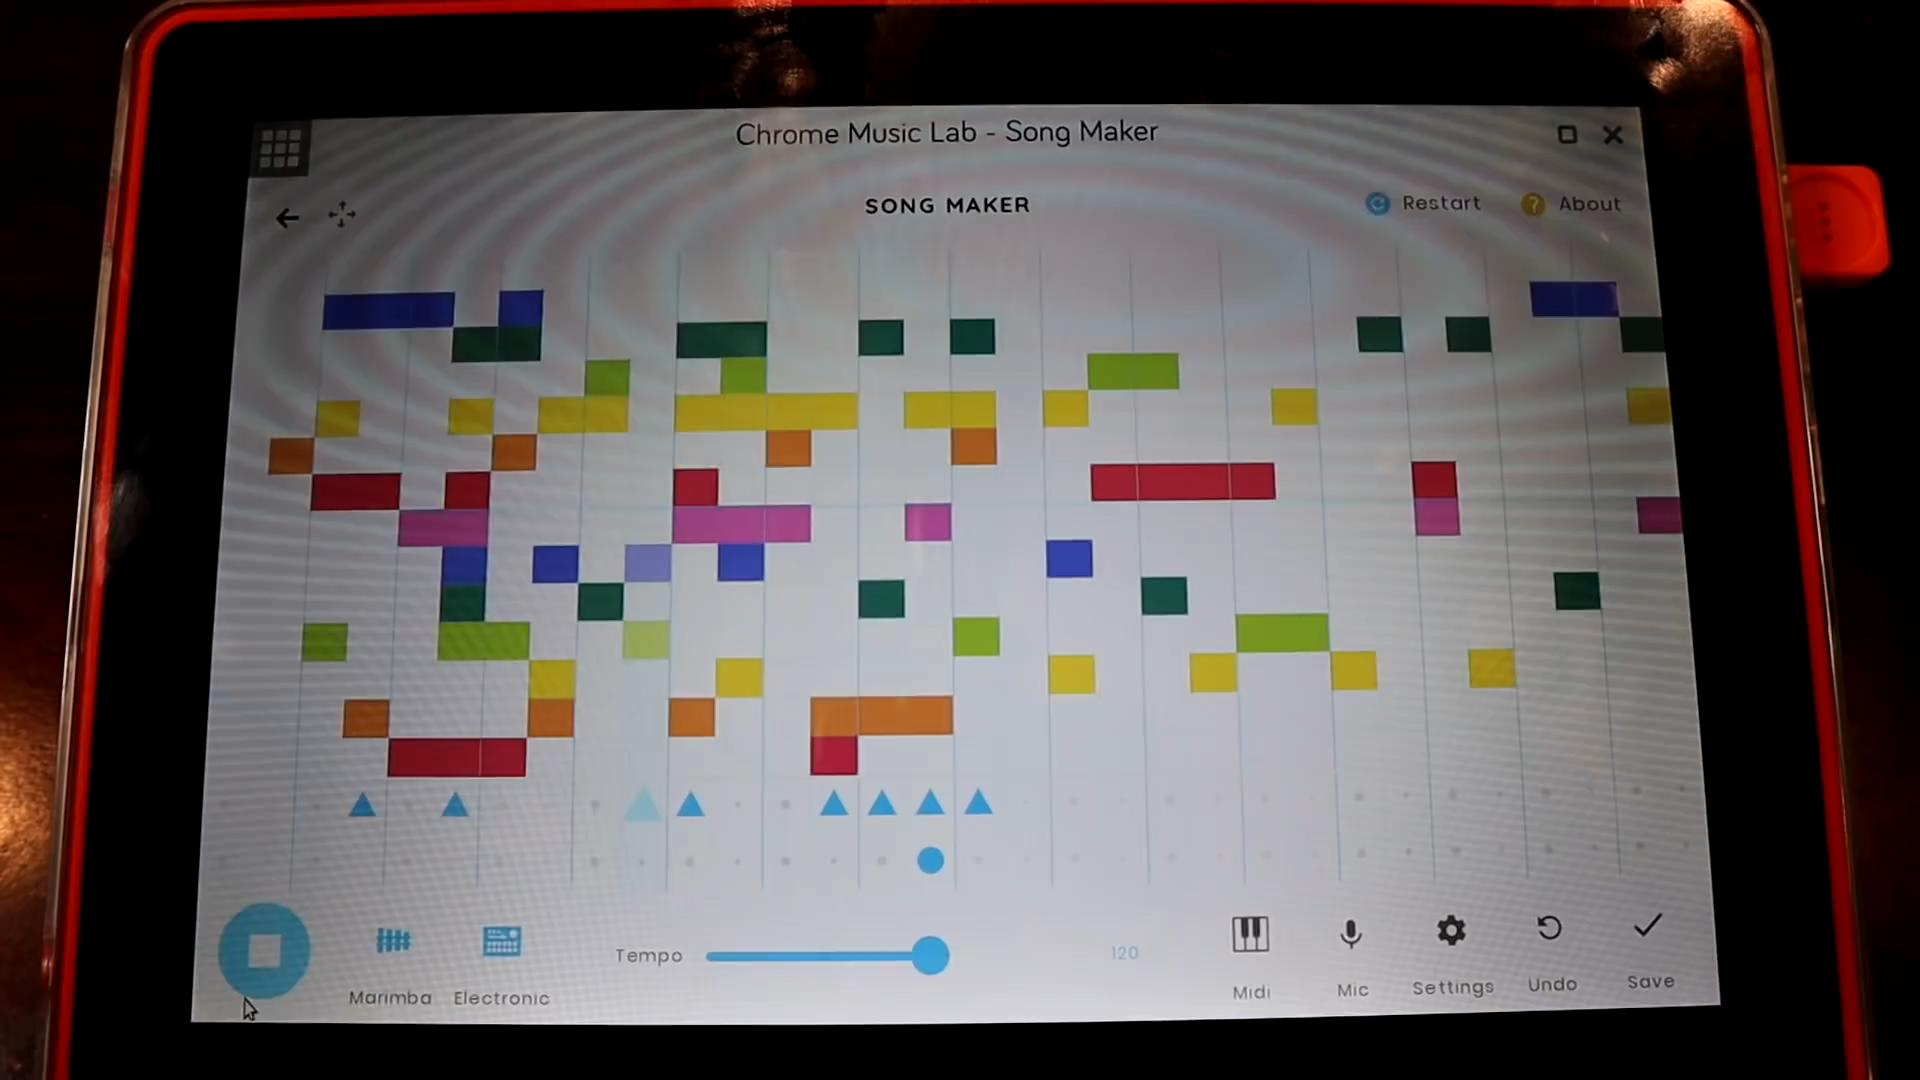 Chrome Music Lab - Song Maker
SONG MAKER
Restart
? About
Tempo
120
Marimba
Electronic
Midi
Mic
Settings
Undo
Save